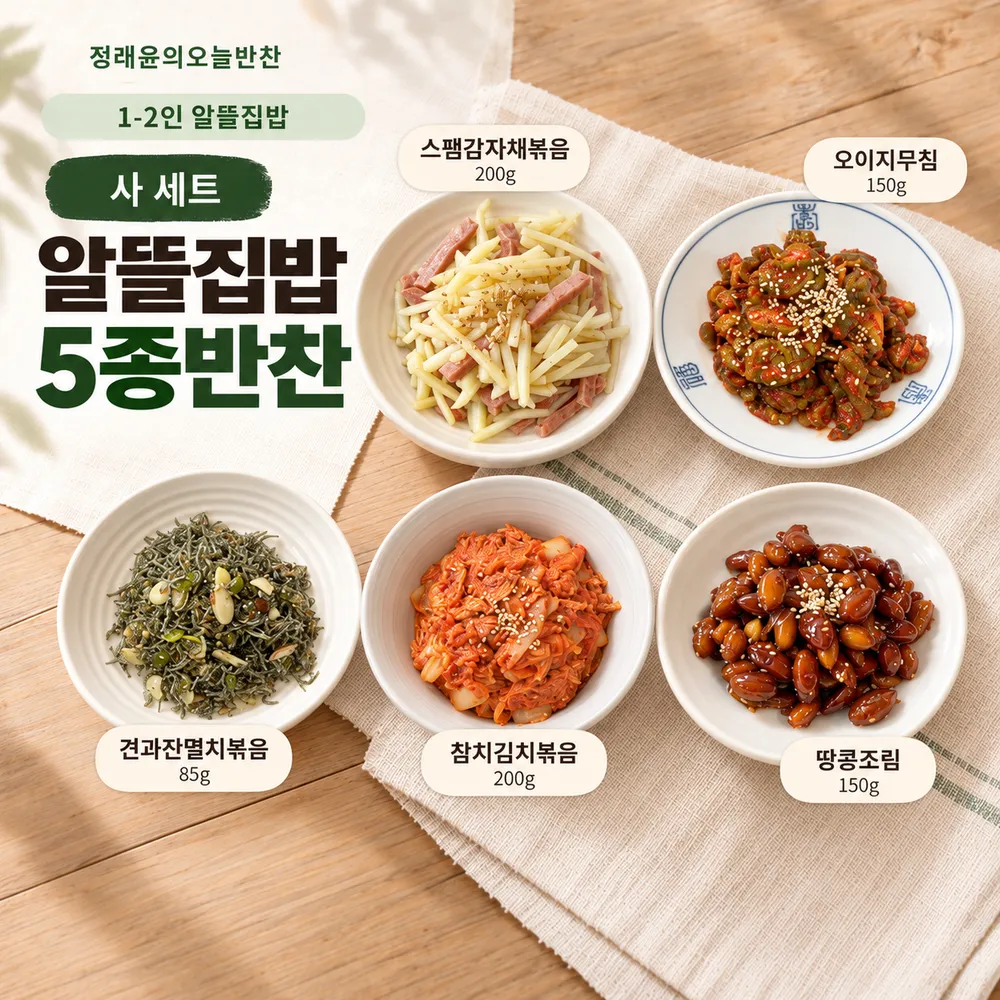 정래윤의오늘반찬
1-2인 알뜰집밥
사 세트
알뜰집밥
5종반찬
스팸감자채볶음
200g
오이지무침
150g
견과잔멸치볶음
85g
참치김치볶음
200g
땅콩조림
150g